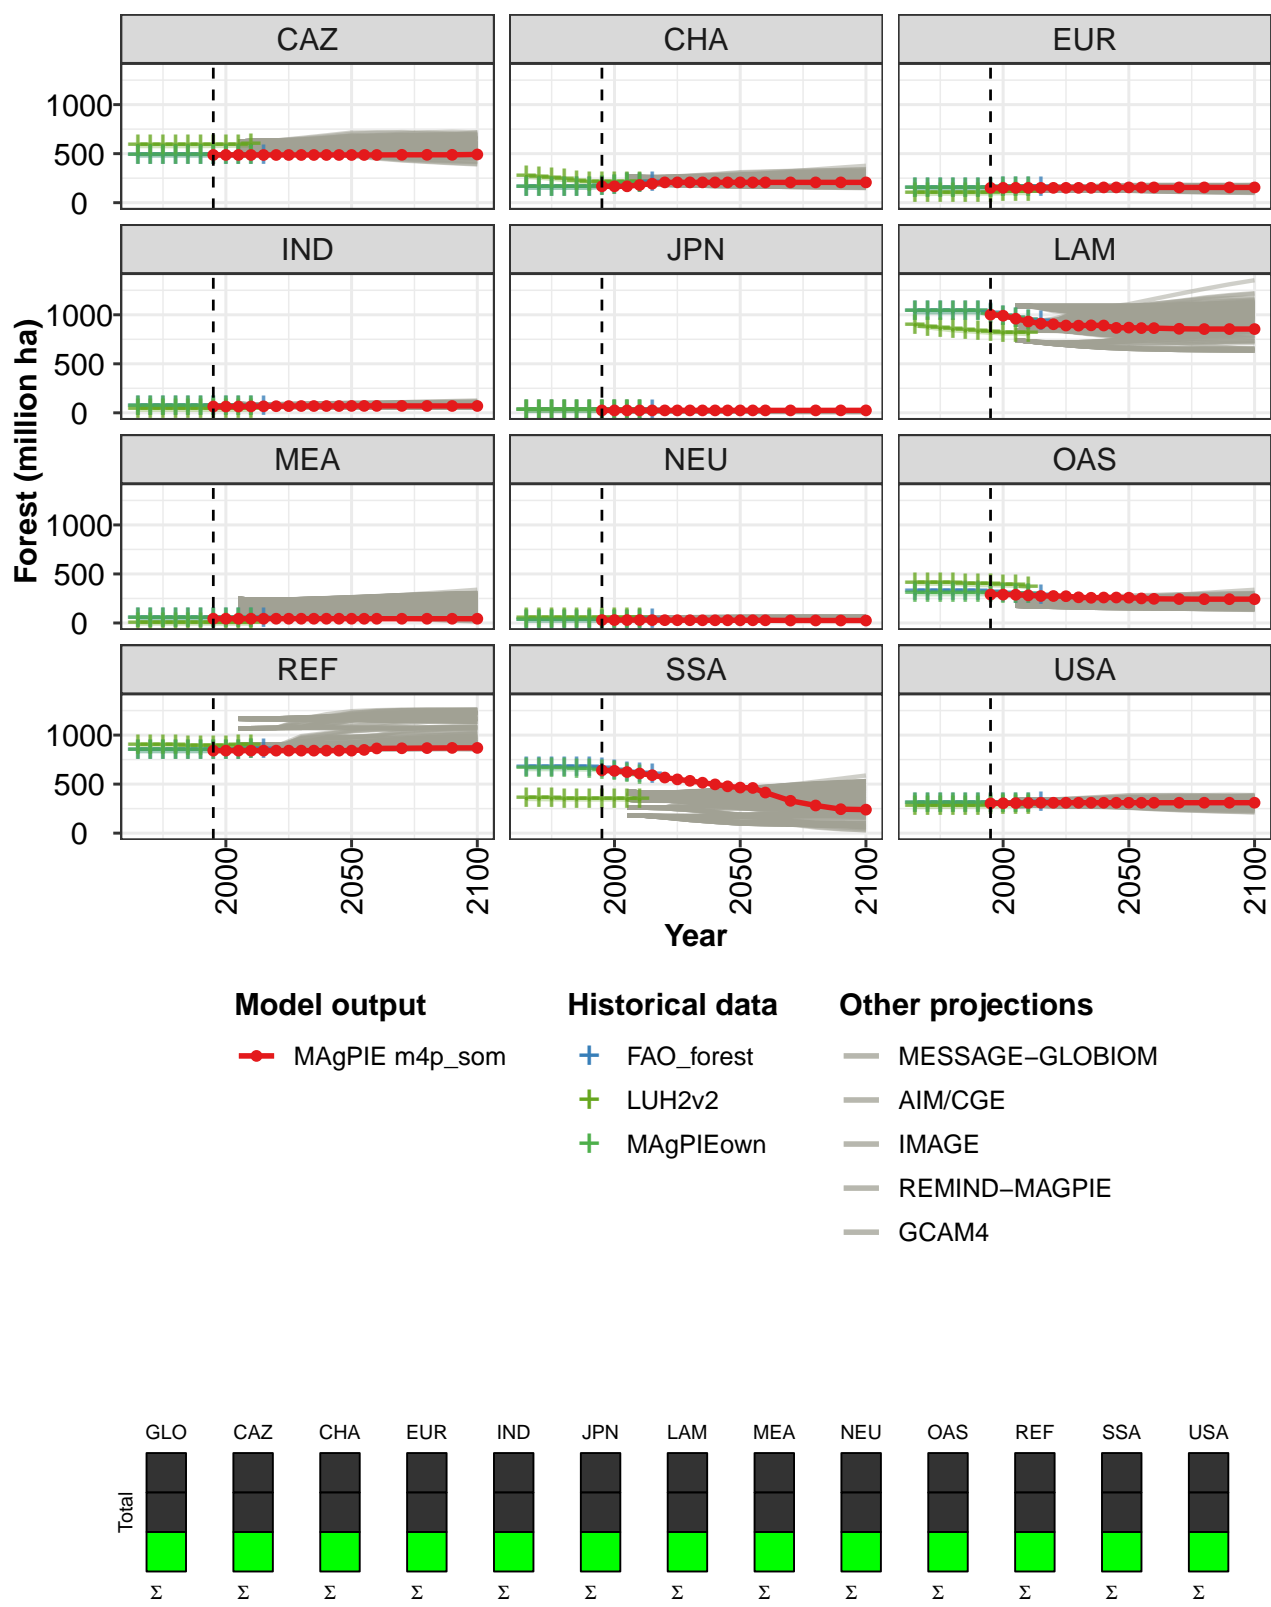 CAZ CHA EUR
1000
500
0
IND JPN LAM
1000
500
0
MEA NEU OAS
1000
500
0
REF SSA USA
1000
500
0
Forest (million ha)
2000 2050 2100 2000 2050 2100 2000 2050 2100
Year
Model output Historical data Other projections
MAgPIE m4p_som FAO_forest MESSAGE−GLOBIOM
LUH2v2 AIM/CGE
MAgPIEown IMAGE
REMIND−MAGPIE
GCAM4
GLO CAZ CHA EUR IND JPN LAM MEA NEU OAS REF SSA USA
Total
Σ Σ Σ Σ Σ Σ Σ Σ Σ Σ Σ Σ Σ